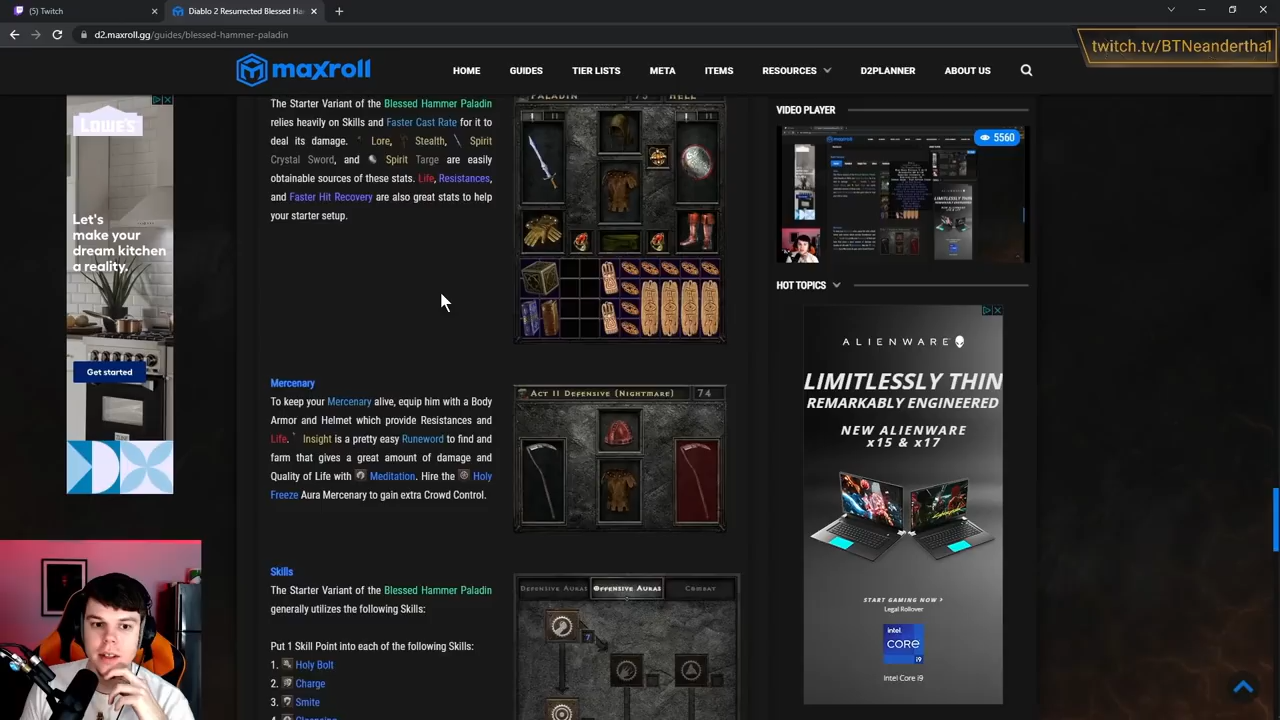 (5) Twitch
Diablo 2 Resurrected Blessed Ha
d2.maxroll.gg/guides/blessed-hammer-paladin
twitch.tv/BTNeandertha1
maxroll
HOME GUIDES TIER LISTS META ITEMS RESOURCES D2PLANNER ABOUT US
The Starter Variant of the Blessed Hammer Paladin
relies heavily on Skills and Faster Cast Rate for it to
deal its damage. Lore, Stealth, Spirit
Crystal Sword, and Spirit Targe are easily
obtainable sources of these stats. Life, Resistances,
and Faster Hit Recovery are also great stats to help
your starter setup.
PALADIN 75 HELL
Mercenary
To keep your Mercenary alive, equip him with a Body
Armor and Helmet which provide Resistances and
Life. Insight is a pretty easy Runeword to find and
farm that gives a great amount of damage and
Quality of Life with Meditation. Hire the Holy
Freeze Aura Mercenary to gain extra Crowd Control.
Act II Defensive (Nightmare) 74
Skills
The Starter Variant of the Blessed Hammer Paladin
generally utilizes the following Skills:
Put 1 Skill Point into each of the following Skills:
1. Holy Bolt
2. Charge
3. Smite
4. Cleansing
Defensive Auras Offensive Auras Combat
7
VIDEO PLAYER
5560
HOT TOPICS
LOWE'S
Let's
make your
dream kitchen
a reality.
Get started
ALIENWARE
LIMITLESSLY THIN
REMARKABLY ENGINEERED
NEW ALIENWARE
x15 & x17
START GAMING NOW >
Legal Rollover
intel
CORE
i9
Intel Core i9